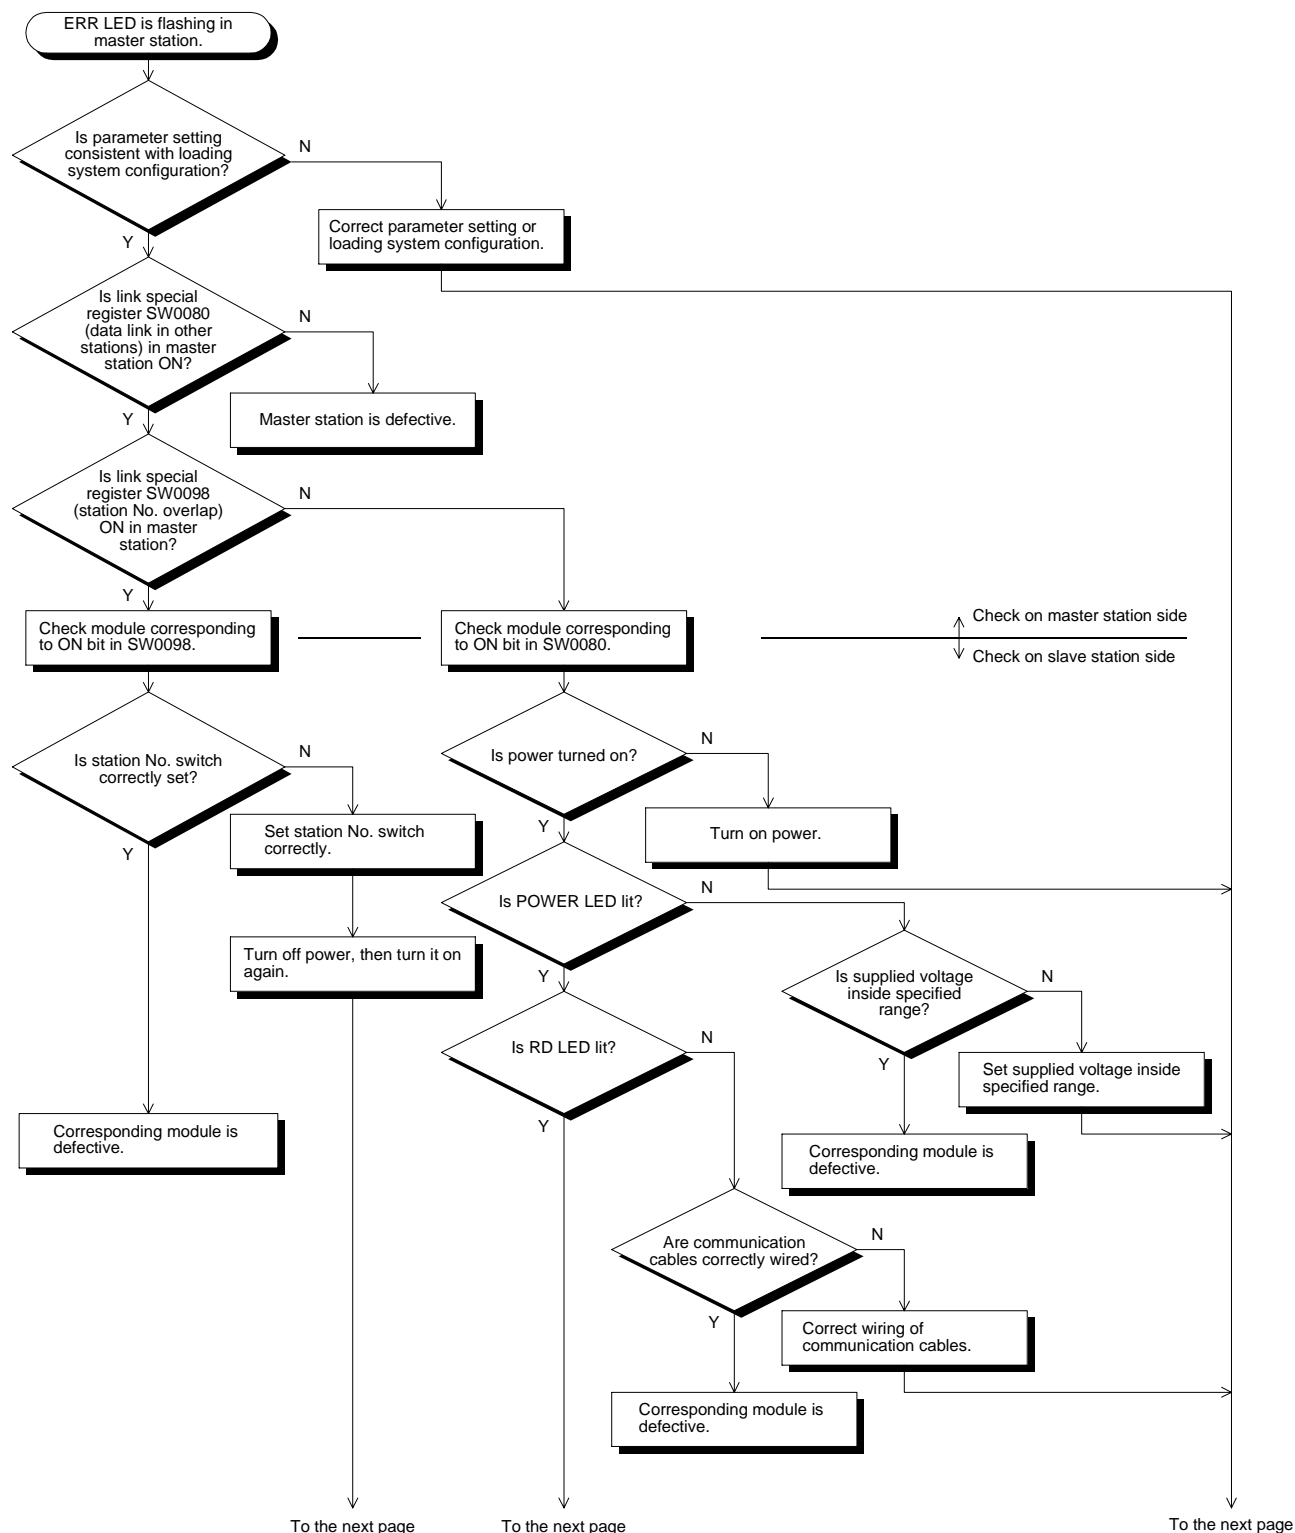 ERR LED is flashing in
master station.
Is parameter setting
consistent with loading
system configuration?
N
Y
Correct parameter setting or
loading system configuration.
Is link special
register SW0080
(data link in other
stations) in master
station ON?
N
Y
Master station is defective.
Is link special
register SW0098
(station No. overlap)
ON in master
station?
N
Y
Check module corresponding
to ON bit in SW0098.
Check module corresponding
to ON bit in SW0080.
Check on master station side
Check on slave station side
Is station No. switch
correctly set?
N
Y
Set station No. switch
correctly.
Turn off power, then turn it on
again.
Corresponding module is
defective.
Is power turned on?
N
Y
Turn on power.
Is POWER LED lit?
N
Y
Is supplied voltage
inside specified
range?
N
Y
Set supplied voltage inside
specified range.
Corresponding module is
defective.
Is RD LED lit?
N
Y
Are communication
cables correctly wired?
N
Y
Correct wiring of
communication cables.
Corresponding module is
defective.
To the next page
To the next page
To the next page